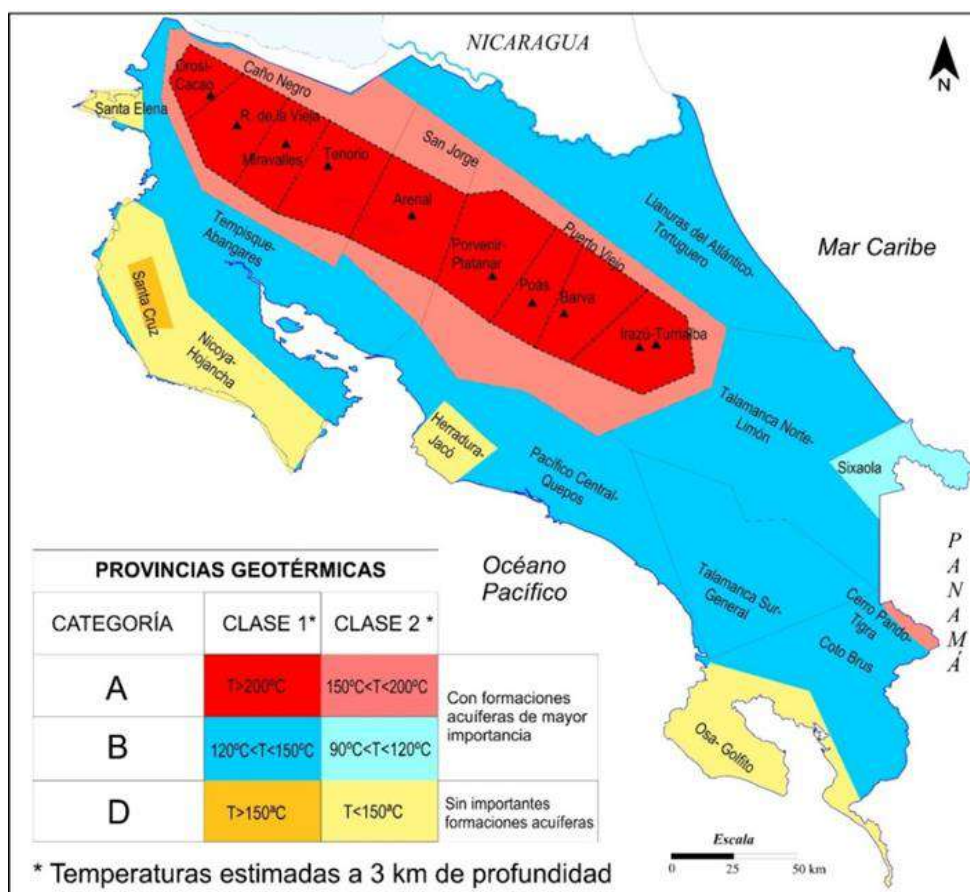 NICARAGUA
N
Orosí-
Cacao
Caño Negro
Santa Elena
R. de la Vieja
Miravalles
Tenorio
San Jorge
Arenal
Tempisque-
Abangares
Llanuras del Atlántico-
Tortuguero
Mar Caribe
Puerto Viejo
Porvenir-
Platanar
Poás
Barva
Irazú-Turrialba
Santa Cruz
Nicoya-
Hojancha
Herradura-
Jacó
Talamanca Norte-
Limón
Sixaola
Pacífico Central-
Quepos
Océano
Pacífico
PANAMÁ
Talamanca Sur-
General
Cerro Pando-
Tigra
Coto Brus
Osa- Golfito
PROVINCIAS GEOTÉRMICAS
CATEGORÍA CLASE 1* CLASE 2 *
A T>200ºC 150ºC<T<200ºC
B 120ºC<T<150ºC 90ºC<T<120ºC
Con formaciones
acuíferas de mayor
importancia
D T>150ªC T<150ªC
Sin importantes
formaciones acuíferas
* Temperaturas estimadas a 3 km de profundidad
Escala
0 25 50 km